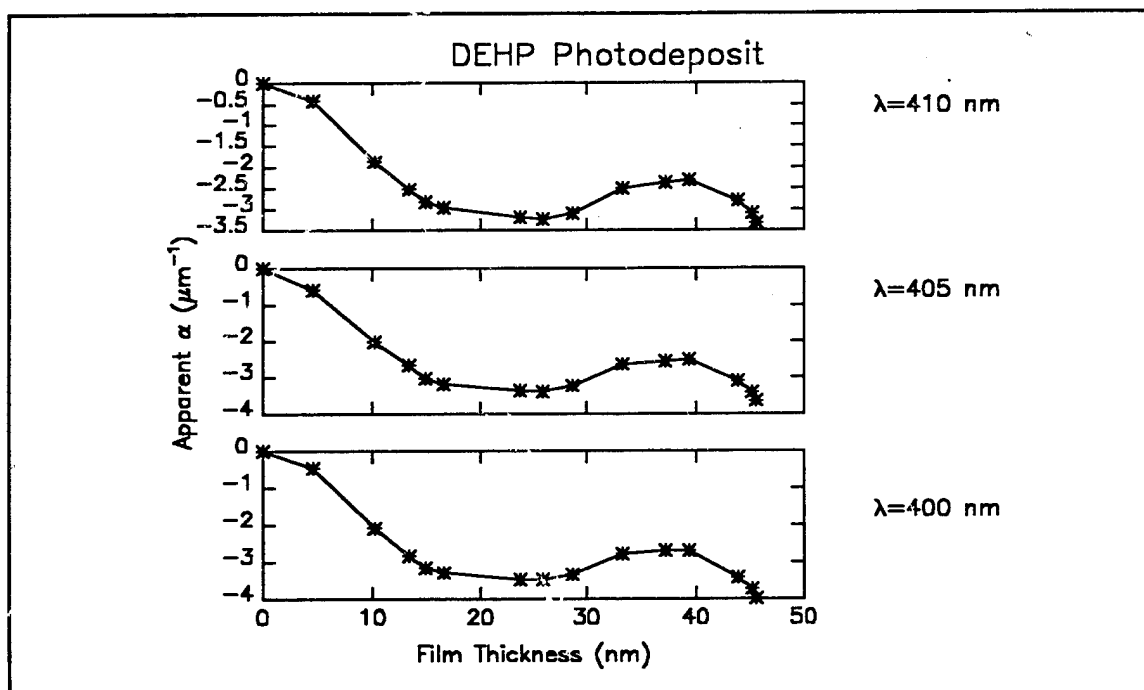 DEHP Photodeposit
0
−0.5
−1
−1.5
−2
−2.5
−3
−3.5
λ=410 nm
0
−1
−2
−3
−4
λ=405 nm
Apparent α (μm⁻¹)
0
−1
−2
−3
−4
λ=400 nm
0 10 20 30 40 50
Film Thickness (nm)